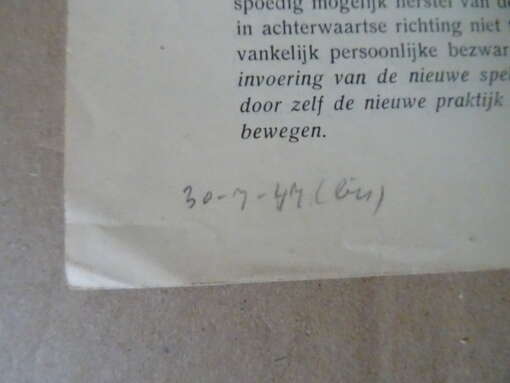 spoedig mogelijk herstel van de
in achterwaartse richting niet
vankelijk persoonlijke bezwar
invoering van de nieuwe spe
door zelf de nieuwe praktijk
bewegen.
30-7-47